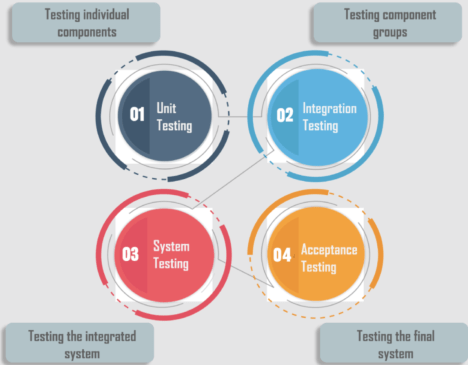 Testing individual
components
Testing component
groups
01
Unit
Testing
02
Integration
Testing
03
System
Testing
04
Acceptance
Testing
Testing the integrated
system
Testing the final
system